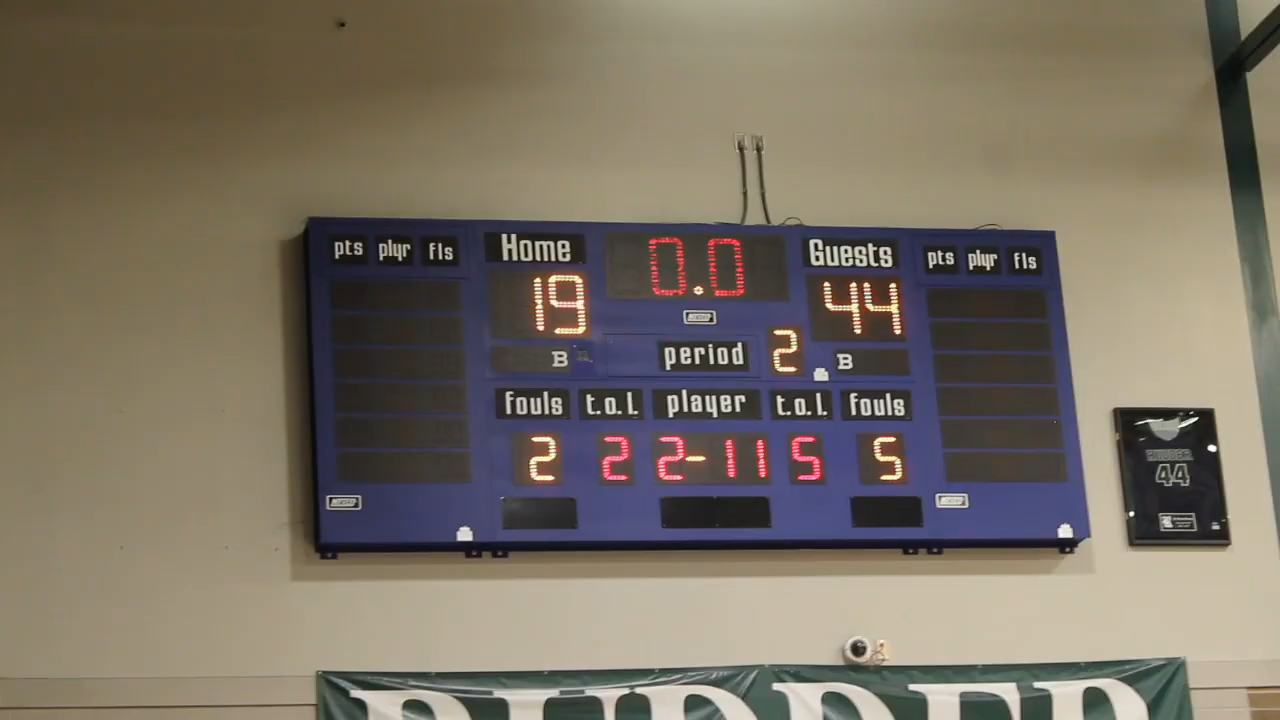 pts plyr fls Home 0.0 Guests pts plyr fls
19 44
B period 2 B
fouls t.o.l. player t.o.l. fouls
2 2 2-11 5 5
44
RUDDER